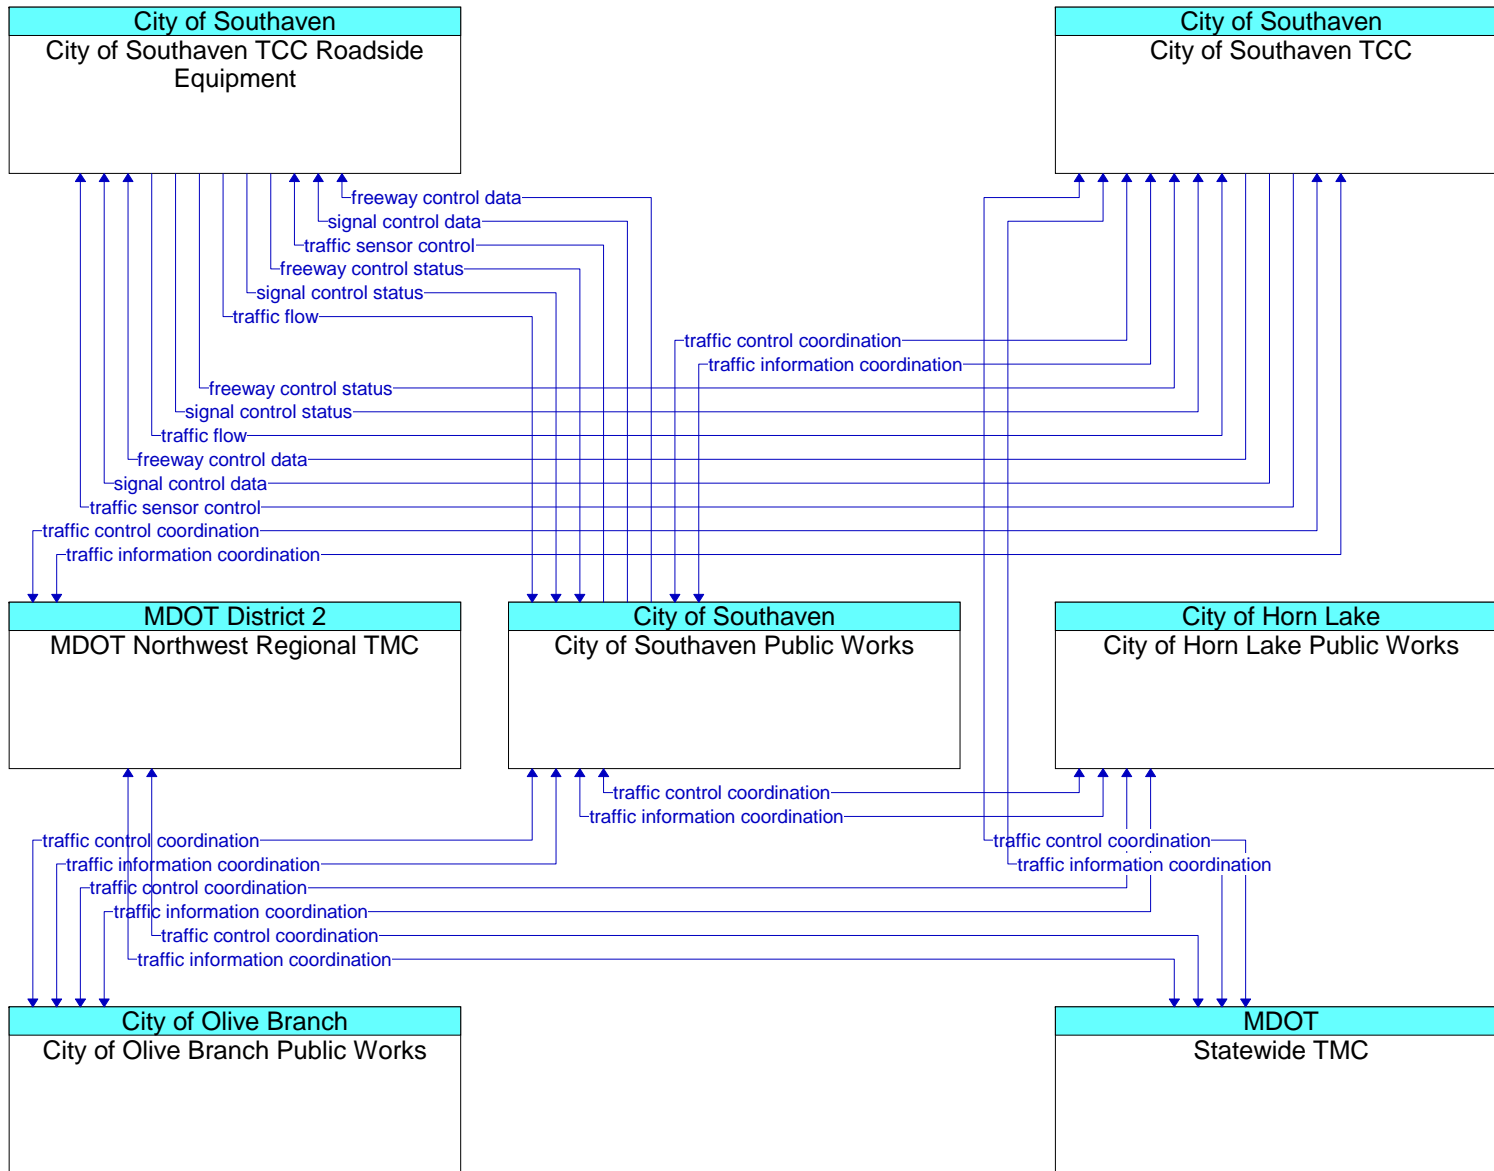 City of Southaven
City of Southaven TCC Roadside
Equipment
City of Southaven
City of Southaven TCC
freeway control data
signal control data
traffic sensor control
freeway control status
signal control status
traffic flow
traffic control coordination
traffic information coordination
freeway control status
signal control status
traffic flow
freeway control data
signal control data
traffic sensor control
traffic control coordination
traffic information coordination
MDOT District 2
MDOT Northwest Regional TMC
City of Southaven
City of Southaven Public Works
City of Horn Lake
City of Horn Lake Public Works
traffic control coordination
traffic information coordination
traffic control coordination
traffic control coordination
traffic information coordination
traffic information coordination
traffic control coordination
traffic information coordination
traffic control coordination
traffic information coordination
City of Olive Branch
City of Olive Branch Public Works
MDOT
Statewide TMC